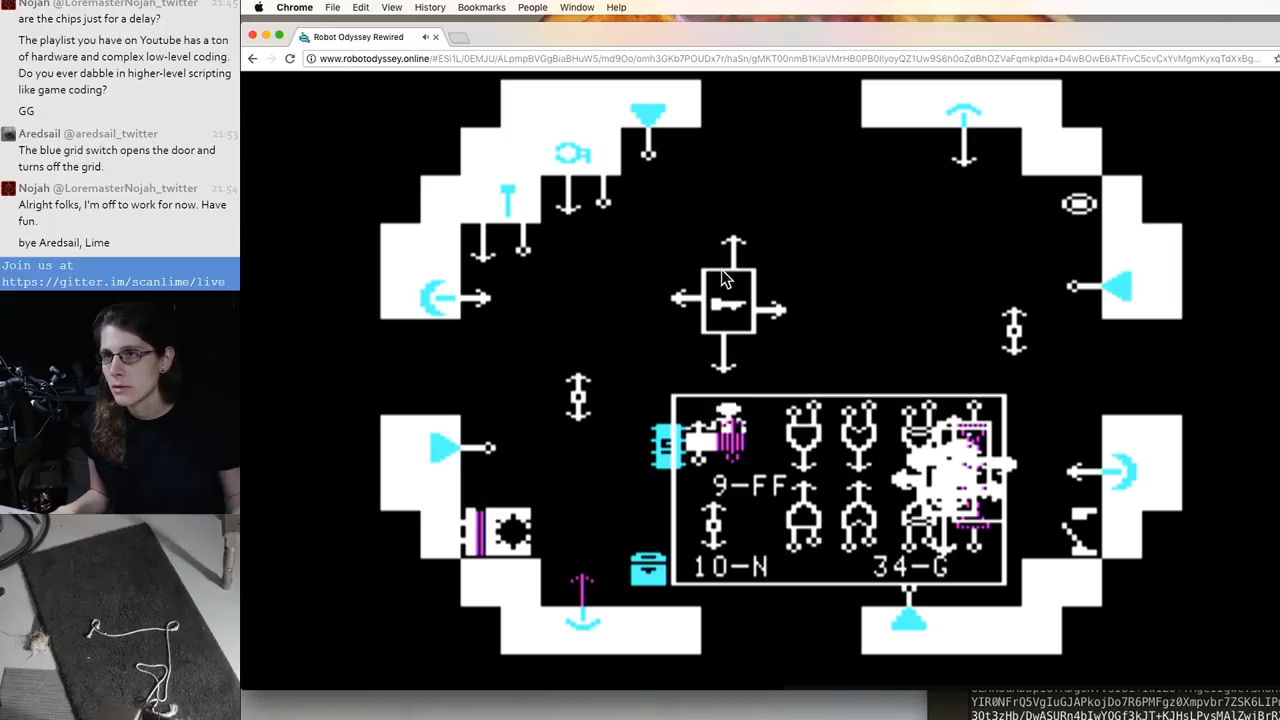 Nojah @LoremasterNojah_twitter 21:45
are the chips just for a delay?
The playlist you have on Youtube has a ton
of hardware and complex low-level coding.
Do you ever dabble in higher-level scripting
like game coding?
GG
Aredsail @aredsail_twitter 21:53
The blue grid switch opens the door and
turns off the grid.
Nojah @LoremasterNojah_twitter 21:54
Alright folks, I'm off to work for now. Have
fun.
bye Aredsail, Lime
Join us at
https://gitter.im/scanlime/live
Chrome File Edit View History Bookmarks People Window Help
Robot Odyssey Rewired
9-FF
10-N 34-G